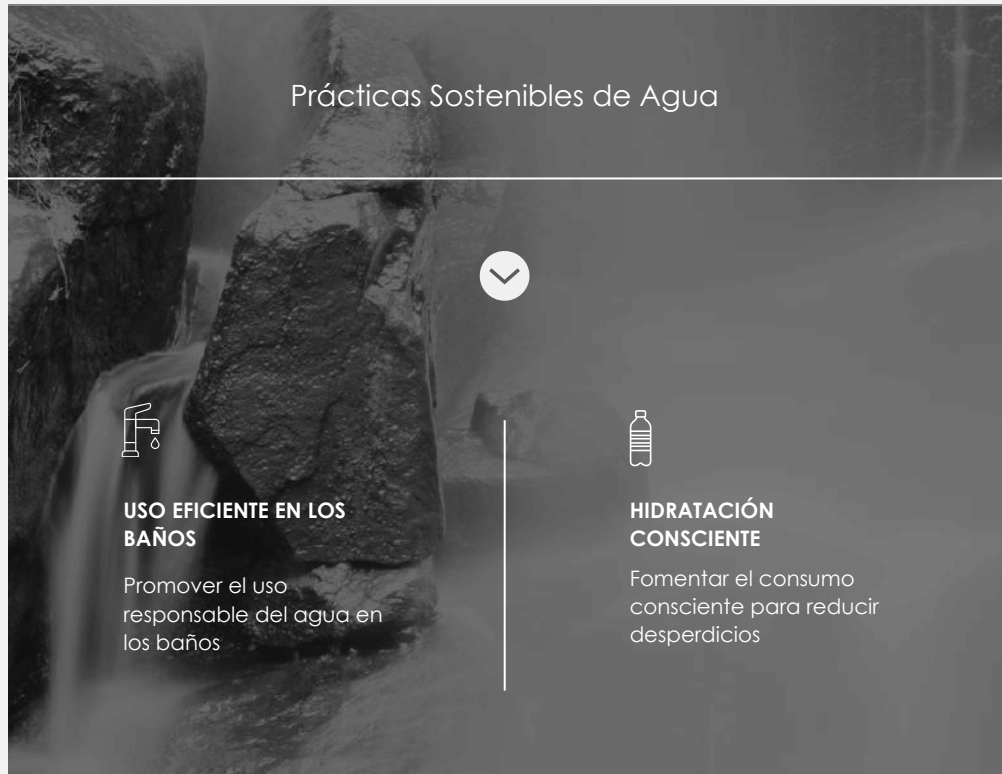 Prácticas Sostenibles de Agua
USO EFICIENTE EN LOS
BAÑOS
Promover el uso
responsable del agua en
los baños
HIDRATACIÓN
CONSCIENTE
Fomentar el consumo
consciente para reducir
desperdicios